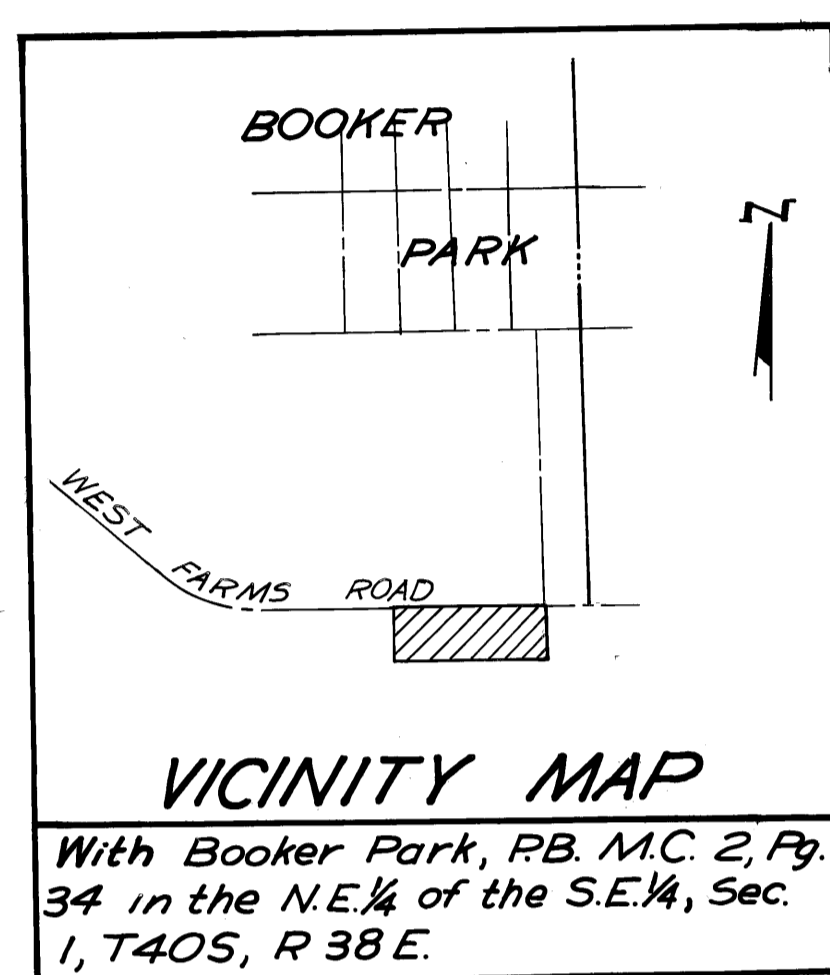 BOOKER
PARK
N
WEST FARMS ROAD
VICINITY MAP
With Booker Park, P.B. M.C. 2, Pg.
34 in the N.E.¼ of the S.E.¼, Sec.
1, T40S, R 38 E.